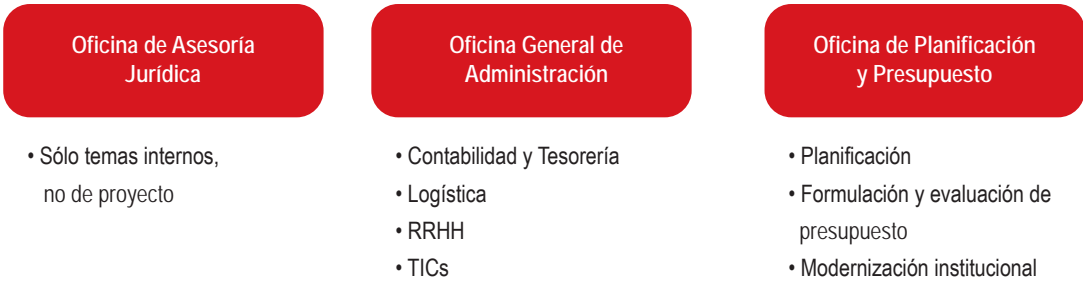 Oficina de Asesoría
Jurídica
• Sólo temas internos,
no de proyecto
Oficina General de
Administración
• Contabilidad y Tesorería
• Logística
• RRHH
• TICs
Oficina de Planificación
y Presupuesto
• Planificación
• Formulación y evaluación de
presupuesto
• Modernización institucional